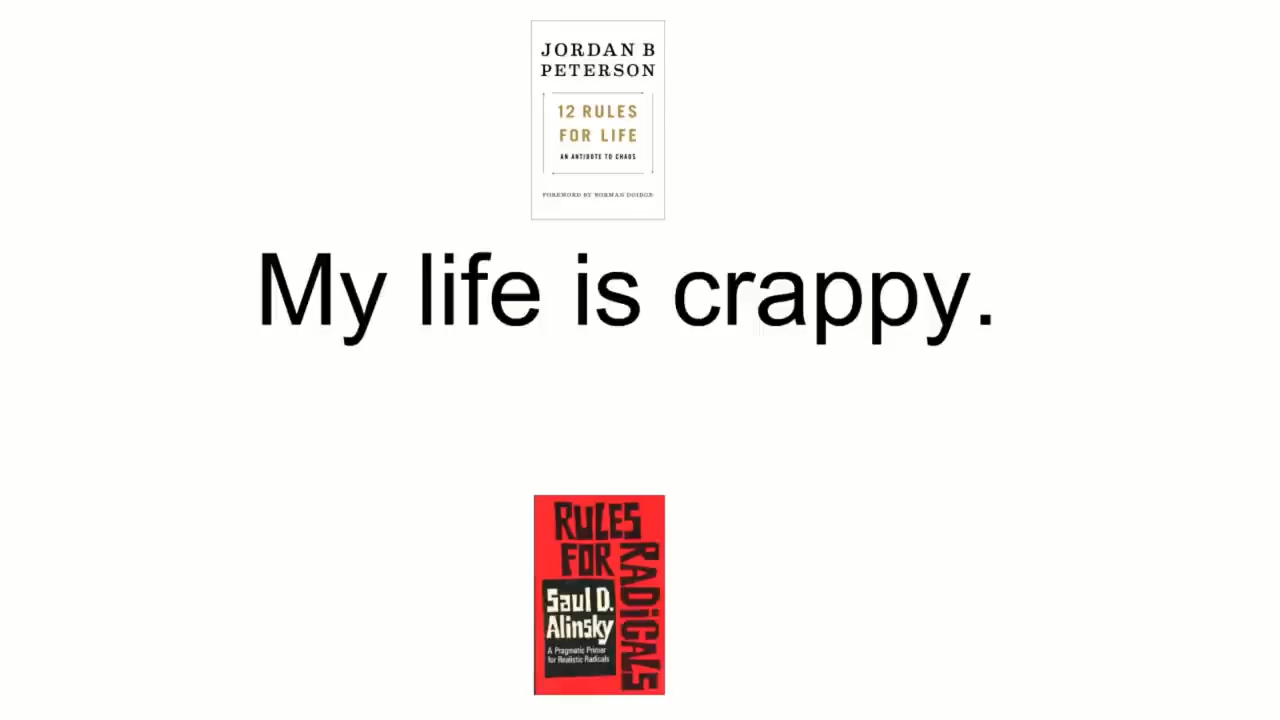 JORDAN B
PETERSON
12 RULES
FOR LIFE
AN ANTIDOTE TO CHAOS
FOREWORD BY NORMAN DOIDGE
My life is crappy.
RULES
FOR
RADiCALS
Saul D.
Alinsky
A Pragmatic Primer
for Realistic Radicals